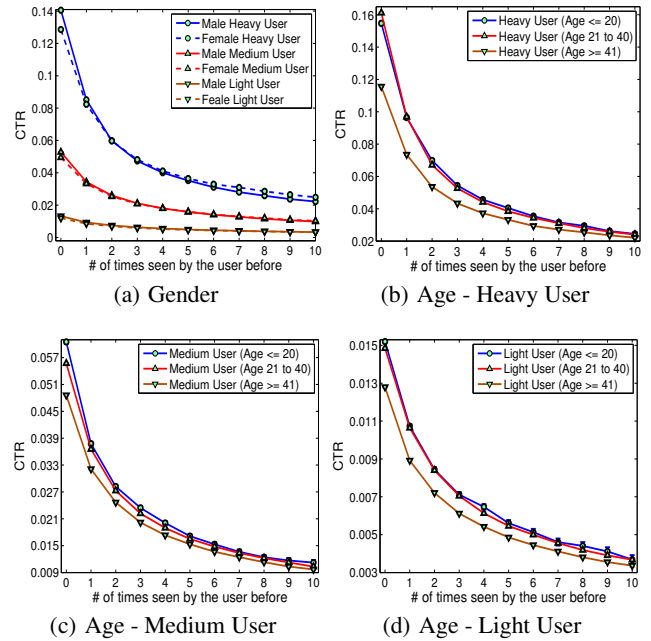 0.14
0.12
0.1
0.08
0.06
0.04
0.02
0
CTR
Male Heavy User
Female Heavy User
Male Medium User
Female Medium User
Male Light User
Feale Light User
0 1 2 3 4 5 6 7 8 9 10
# of times seen by the user before
(a) Gender
0.16
0.14
0.12
0.1
0.08
0.06
0.04
0.02
CTR
Heavy User (Age <= 20)
Heavy User (Age 21 to 40)
Heavy User (Age >= 41)
0 1 2 3 4 5 6 7 8 9 10
# of times seen by the user before
(b) Age - Heavy User
0.057
0.051
0.045
0.039
0.033
0.027
0.021
0.015
0.009
CTR
Medium User (Age <= 20)
Medium User (Age 21 to 40)
Medium User (Age >= 41)
0 1 2 3 4 5 6 7 8 9 10
# of times seen by the user before
(c) Age - Medium User
0.015
0.013
0.011
0.009
0.007
0.005
0.003
CTR
Light User (Age <= 20)
Light User (Age 21 to 40)
Light User (Age >= 41)
0 1 2 3 4 5 6 7 8 9 10
# of times seen by the user before
(d) Age - Light User